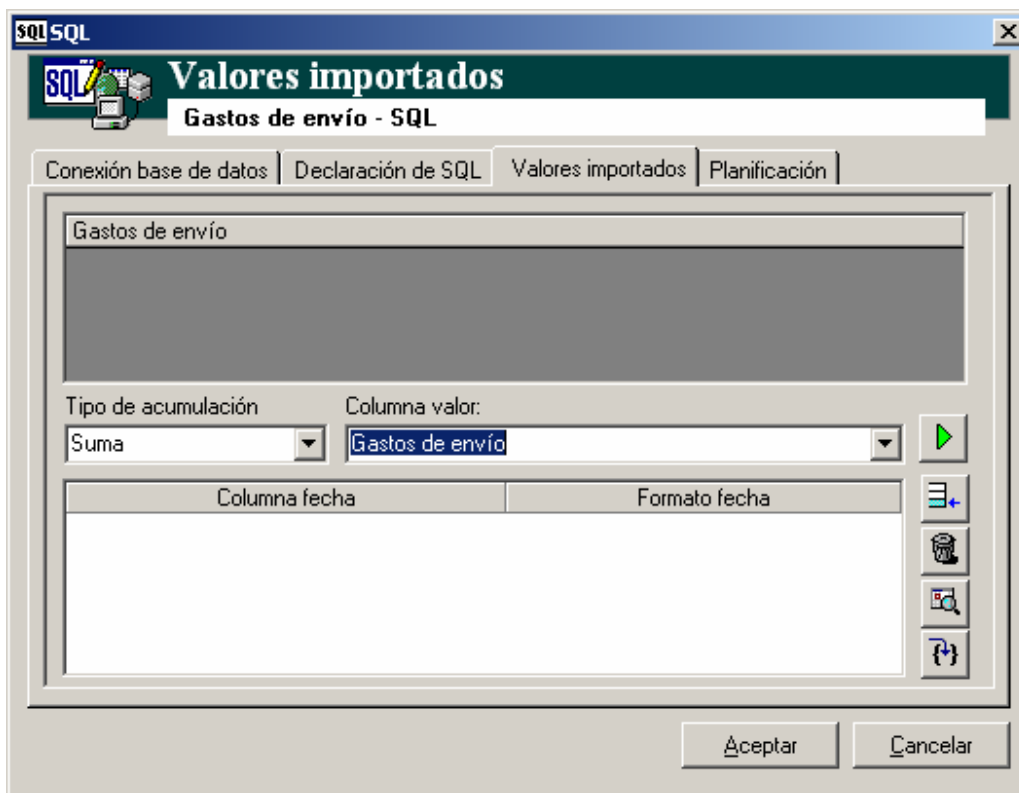 SQL SQL
SQL Valores importados
Gastos de envío - SQL
Conexión base de datos Declaración de SQL Valores importados Planificación
Gastos de envío
Tipo de acumulación Columna valor:
Suma Gastos de envío
Columna fecha Formato fecha
Aceptar Cancelar